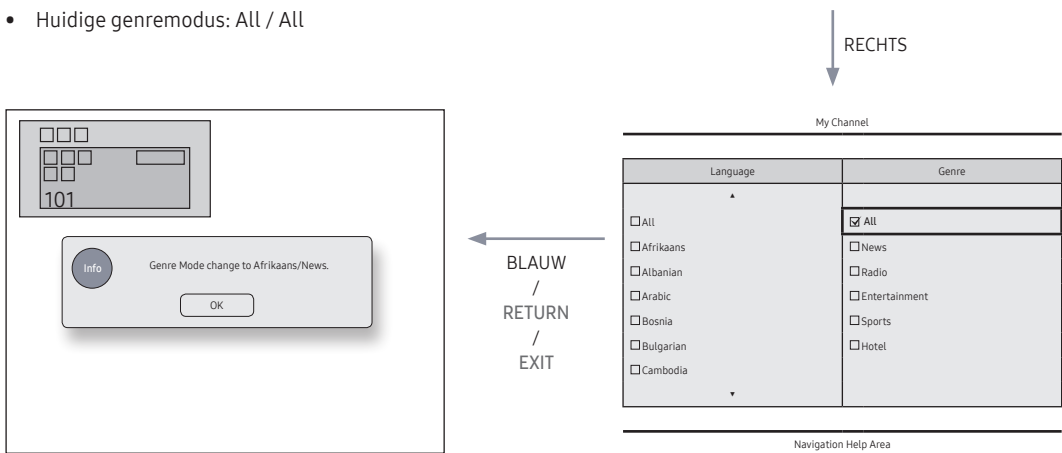 • Huidige genremodus: All / All
RECHTS
101
Info
Genre Mode change to Afrikaans/News.
OK
BLAUW
/
RETURN
/
EXIT
My Channel
Language
Genre
▲
All
Afrikaans
Albanian
Arabic
Bosnia
Bulgarian
Cambodia
▼
All
News
Radio
Entertainment
Sports
Hotel
Navigation Help Area